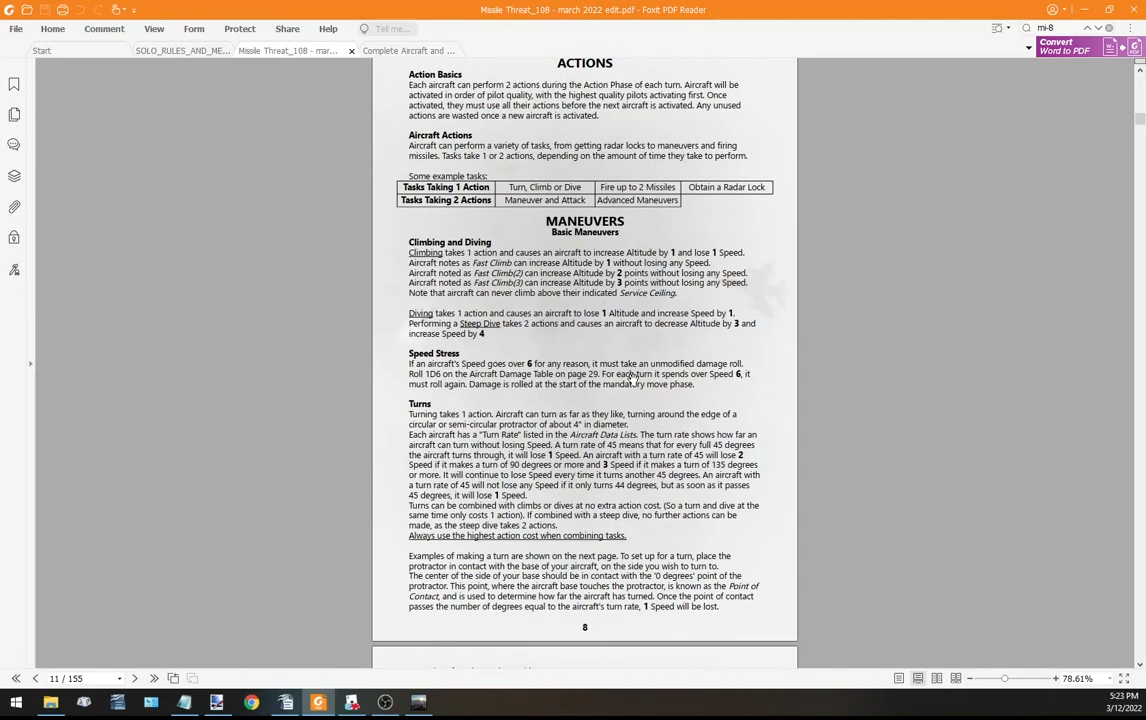 Missile Threat_108 - march 2022 edit.pdf - Foxit PDF Reader
File Home Comment View Form Protect Share Help Tell me... mi-8
Start SOLO_RULES_AND_ME... Missile Threat_108 - mar... Complete Aircraft and ... Convert
Word to PDF
ACTIONS
Action Basics
Each aircraft can perform 2 actions during the Action Phase of each turn. Aircraft will be
activated in order of pilot quality, with the highest quality pilots activating first. Once
activated, they must use all their actions before the next aircraft is activated. Any unused
actions are wasted once a new aircraft is activated.
Aircraft Actions
Aircraft can perform a variety of tasks, from getting radar locks to maneuvers and firing
missiles. Tasks take 1 or 2 actions, depending on the amount of time they take to perform.
Some example tasks:
Tasks Taking 1 Action Turn, Climb or Dive Fire up to 2 Missiles Obtain a Radar Lock
Tasks Taking 2 Actions Maneuver and Attack Advanced Maneuvers
MANEUVERS
Basic Maneuvers
Climbing and Diving
Climbing takes 1 action and causes an aircraft to increase Altitude by 1 and lose 1 Speed.
Aircraft notes as Fast Climb can increase Altitude by 1 without losing any Speed.
Aircraft noted as Fast Climb(2) can increase Altitude by 2 points without losing any Speed.
Aircraft noted as Fast Climb(3) can increase Altitude by 3 points without losing any Speed.
Note that aircraft can never climb above their indicated Service Ceiling.
Diving takes 1 action and causes an aircraft to lose 1 Altitude and increase Speed by 1.
Performing a Steep Dive takes 2 actions and causes an aircraft to decrease Altitude by 3 and
increase Speed by 4
Speed Stress
If an aircraft's Speed goes over 6 for any reason, it must take an unmodified damage roll.
Roll 1D6 on the Aircraft Damage Table on page 29. For each turn it spends over Speed 6, it
must roll again. Damage is rolled at the start of the mandatory move phase.
Turns
Turning takes 1 action. Aircraft can turn as far as they like, turning around the edge of a
circular or semi-circular protractor of about 4" in diameter.
Each aircraft has a "Turn Rate" listed in the Aircraft Data Lists. The turn rate shows how far an
aircraft can turn without losing Speed. A turn rate of 45 means that for every full 45 degrees
the aircraft turns through, it will lose 1 Speed. An aircraft with a turn rate of 45 will lose 2
Speed if it makes a turn of 90 degrees or more and 3 Speed if it makes a turn of 135 degrees
or more. It will continue to lose Speed every time it turns another 45 degrees. An aircraft with
a turn rate of 45 will not lose any Speed if it only turns 44 degrees, but as soon as it passes
45 degrees, it will lose 1 Speed.
Turns can be combined with climbs or dives at no extra action cost. (So a turn and dive at the
same time only costs 1 action). If combined with a steep dive, no further actions can be
made, as the steep dive takes 2 actions.
Always use the highest action cost when combining tasks.
Examples of making a turn are shown on the next page. To set up for a turn, place the
protractor in contact with the base of your aircraft, on the side you wish to turn to.
The center of the side of your base should be in contact with the '0 degrees' point of the
protractor. This point, where the aircraft base touches the protractor, is known as the Point of
Contact, and is used to determine how far the aircraft has turned. Once the point of contact
passes the number of degrees equal to the aircraft's turn rate, 1 Speed will be lost.
8
11 / 155 78.61%
5:23 PM
3/12/2022